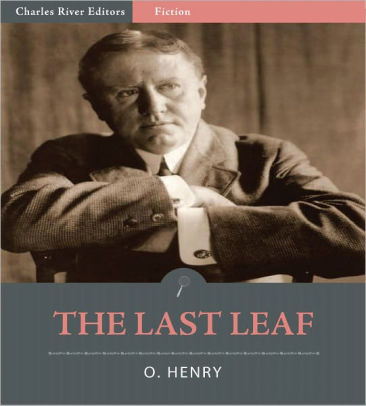 Charles River Editors Fiction
THE LAST LEAF
O. HENRY